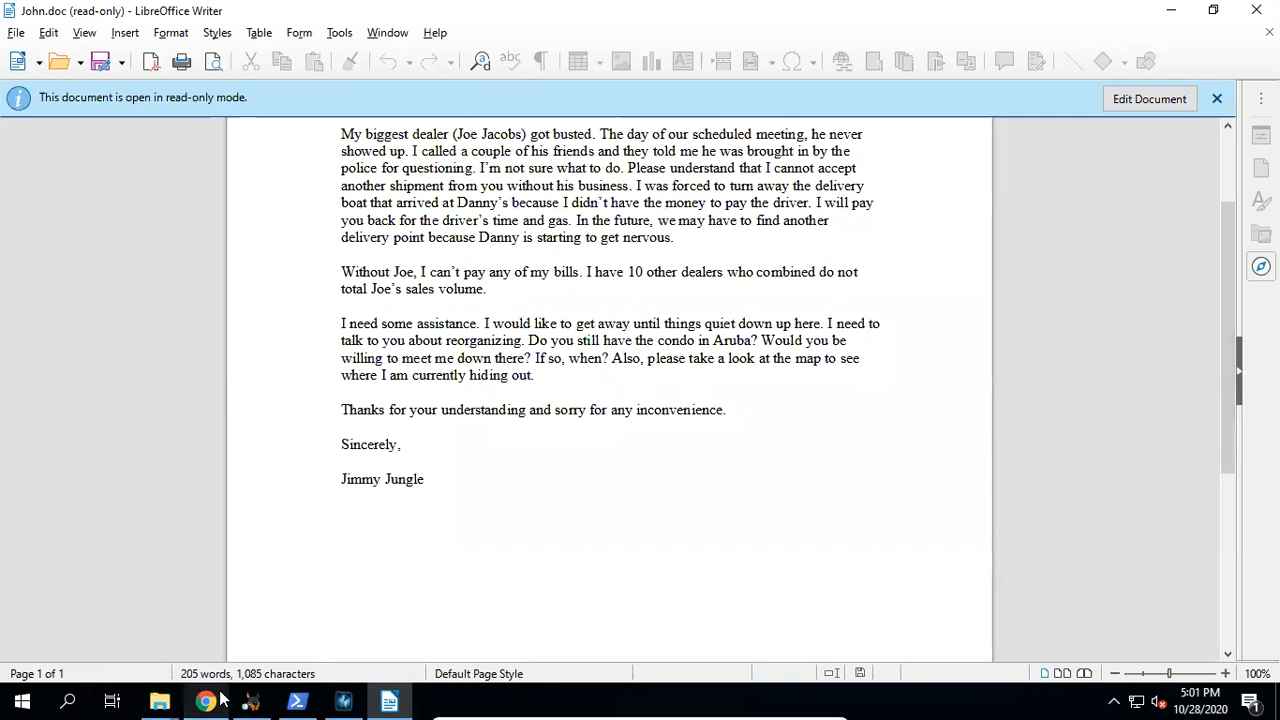 John.doc (read-only) - LibreOffice Writer
File Edit View Insert Format Styles Table Form Tools Window Help
This document is open in read-only mode.
Edit Document
My biggest dealer (Joe Jacobs) got busted. The day of our scheduled meeting, he never
showed up. I called a couple of his friends and they told me he was brought in by the
police for questioning. I'm not sure what to do. Please understand that I cannot accept
another shipment from you without his business. I was forced to turn away the delivery
boat that arrived at Danny's because I didn't have the money to pay the driver. I will pay
you back for the driver's time and gas. In the future, we may have to find another
delivery point because Danny is starting to get nervous.
Without Joe, I can't pay any of my bills. I have 10 other dealers who combined do not
total Joe's sales volume.
I need some assistance. I would like to get away until things quiet down up here. I need to
talk to you about reorganizing. Do you still have the condo in Aruba? Would you be
willing to meet me down there? If so, when? Also, please take a look at the map to see
where I am currently hiding out.
Thanks for your understanding and sorry for any inconvenience.
Sincerely,
Jimmy Jungle
Page 1 of 1 205 words, 1,085 characters Default Page Style 100%
5:01 PM
10/28/2020